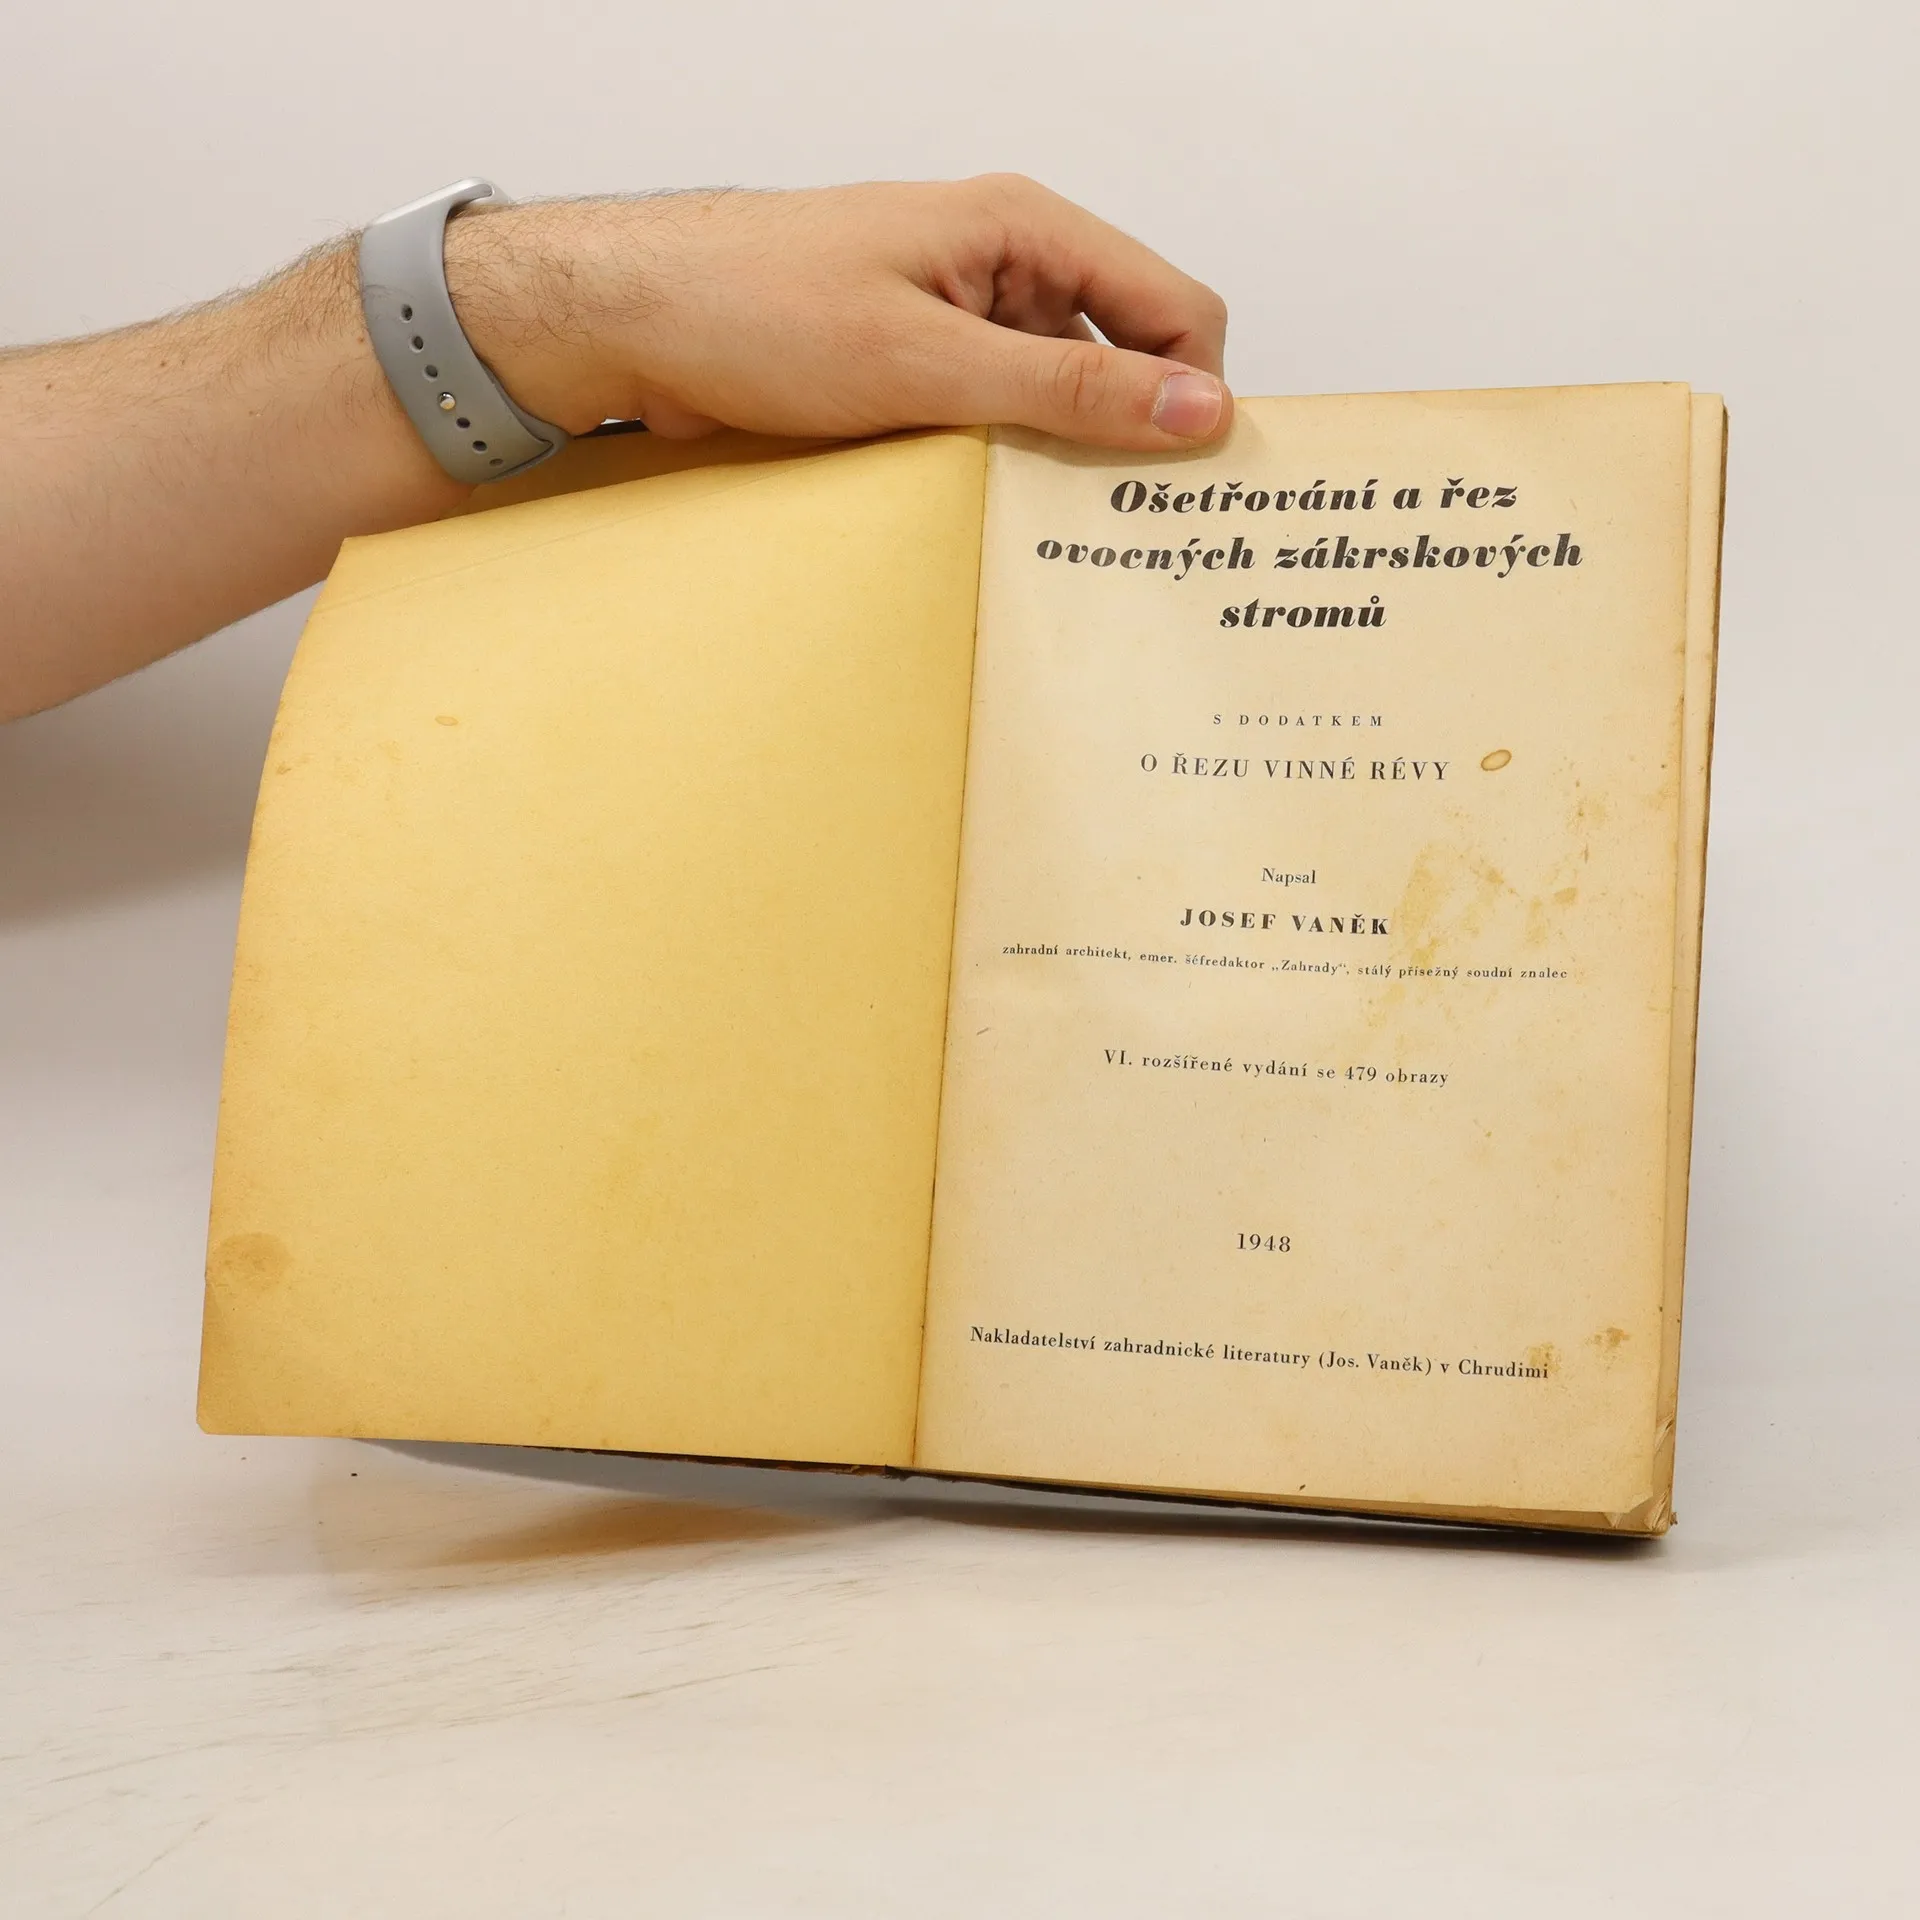 Ošetřování a řez
ovocných zákrskových
stromů
S DODATKEM
O ŘEZU VINNÉ RÉVY
Napsal
JOSEF VANĚK
zahradní architekt, emer. šéfredaktor „Zahrady“, stálý přísežný soudní znalec
VI. rozšířené vydání se 479 obrazy
1948
Nakladatelství zahradnické literatury (Jos. Vaněk) v Chrudimi